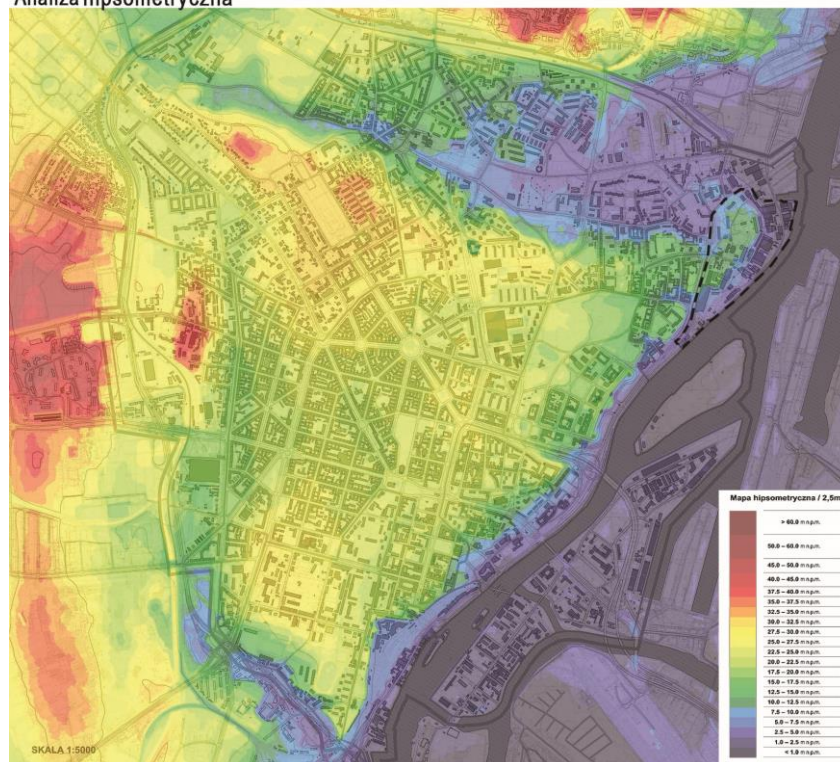 Analiza hipsometryczna
Mapa hipsometryczna / 2,5m
> 60.0 m n.p.m.
50.0 – 60.0 m n.p.m.
45.0 – 50.0 m n.p.m.
40.0 – 45.0 m n.p.m.
37.5 – 40.0 m n.p.m.
35.0 – 37.5 m n.p.m.
32.5 – 35.0 m n.p.m.
30.0 – 32.5 m n.p.m.
27.5 – 30.0 m n.p.m.
25.0 – 27.5 m n.p.m.
22.5 – 25.0 m n.p.m.
20.0 – 22.5 m n.p.m.
17.5 – 20.0 m n.p.m.
15.0 – 17.5 m n.p.m.
12.5 – 15.0 m n.p.m.
10.0 – 12.5 m n.p.m.
7.5 – 10.0 m n.p.m.
5.0 – 7.5 m n.p.m.
2.5 – 5.0 m n.p.m.
1.0 – 2.5 m n.p.m.
< 1.0 m n.p.m.
SKALA 1:5000